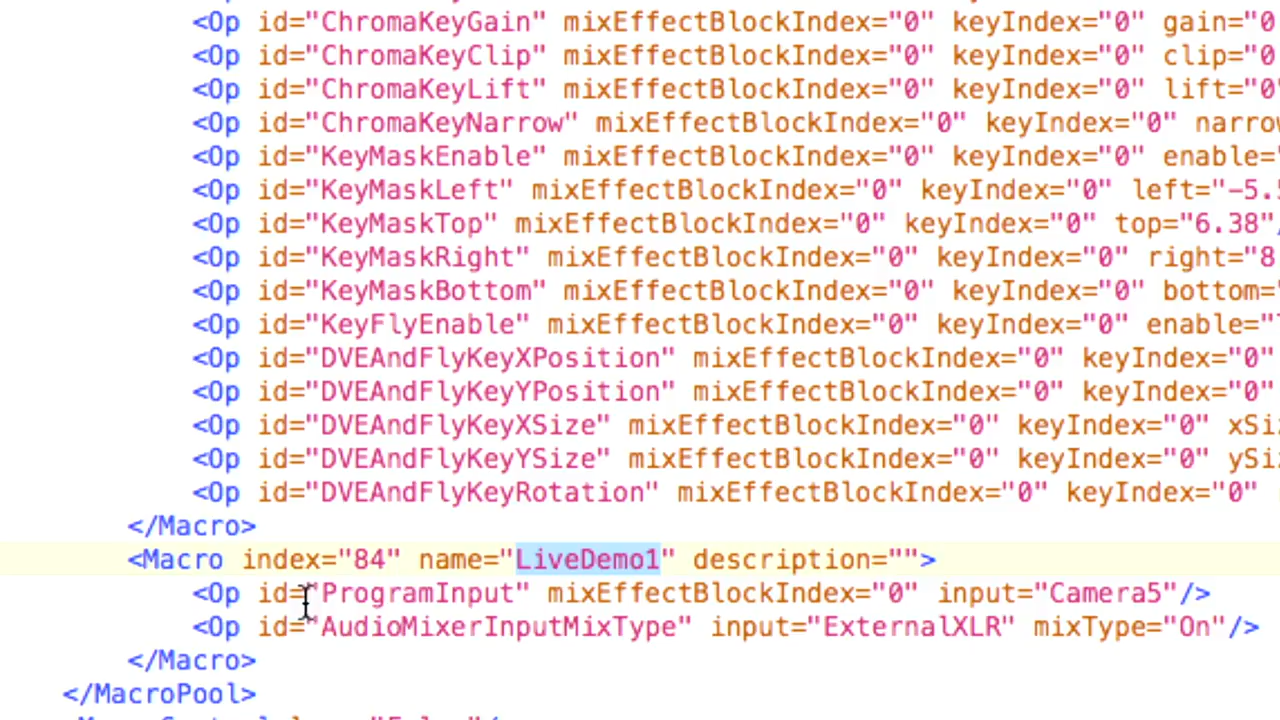 <Op id="ChromaKeyGain" mixEffectBlockIndex="0" keyIndex="0" gain="0
<Op id="ChromaKeyClip" mixEffectBlockIndex="0" keyIndex="0" clip="0
<Op id="ChromaKeyLift" mixEffectBlockIndex="0" keyIndex="0" lift="0"
<Op id="ChromaKeyNarrow" mixEffectBlockIndex="0" keyIndex="0" narrow
<Op id="KeyMaskEnable" mixEffectBlockIndex="0" keyIndex="0" enable="
<Op id="KeyMaskLeft" mixEffectBlockIndex="0" keyIndex="0" left="-5.5
<Op id="KeyMaskTop" mixEffectBlockIndex="0" keyIndex="0" top="6.38"/
<Op id="KeyMaskRight" mixEffectBlockIndex="0" keyIndex="0" right="8
<Op id="KeyMaskBottom" mixEffectBlockIndex="0" keyIndex="0" bottom="
<Op id="KeyFlyEnable" mixEffectBlockIndex="0" keyIndex="0" enable="
<Op id="DVEAndFlyKeyXPosition" mixEffectBlockIndex="0" keyIndex="0"
<Op id="DVEAndFlyKeyYPosition" mixEffectBlockIndex="0" keyIndex="0"
<Op id="DVEAndFlyKeyXSize" mixEffectBlockIndex="0" keyIndex="0" xSiz
<Op id="DVEAndFlyKeyYSize" mixEffectBlockIndex="0" keyIndex="0" ySiz
<Op id="DVEAndFlyKeyRotation" mixEffectBlockIndex="0" keyIndex="0"
</Macro>
<Macro index="84" name="LiveDemo1" description="">
<Op id="ProgramInput" mixEffectBlockIndex="0" input="Camera5"/>
<Op id="AudioMixerInputMixType" input="ExternalXLR" mixType="On"/>
</Macro>
</MacroPool>